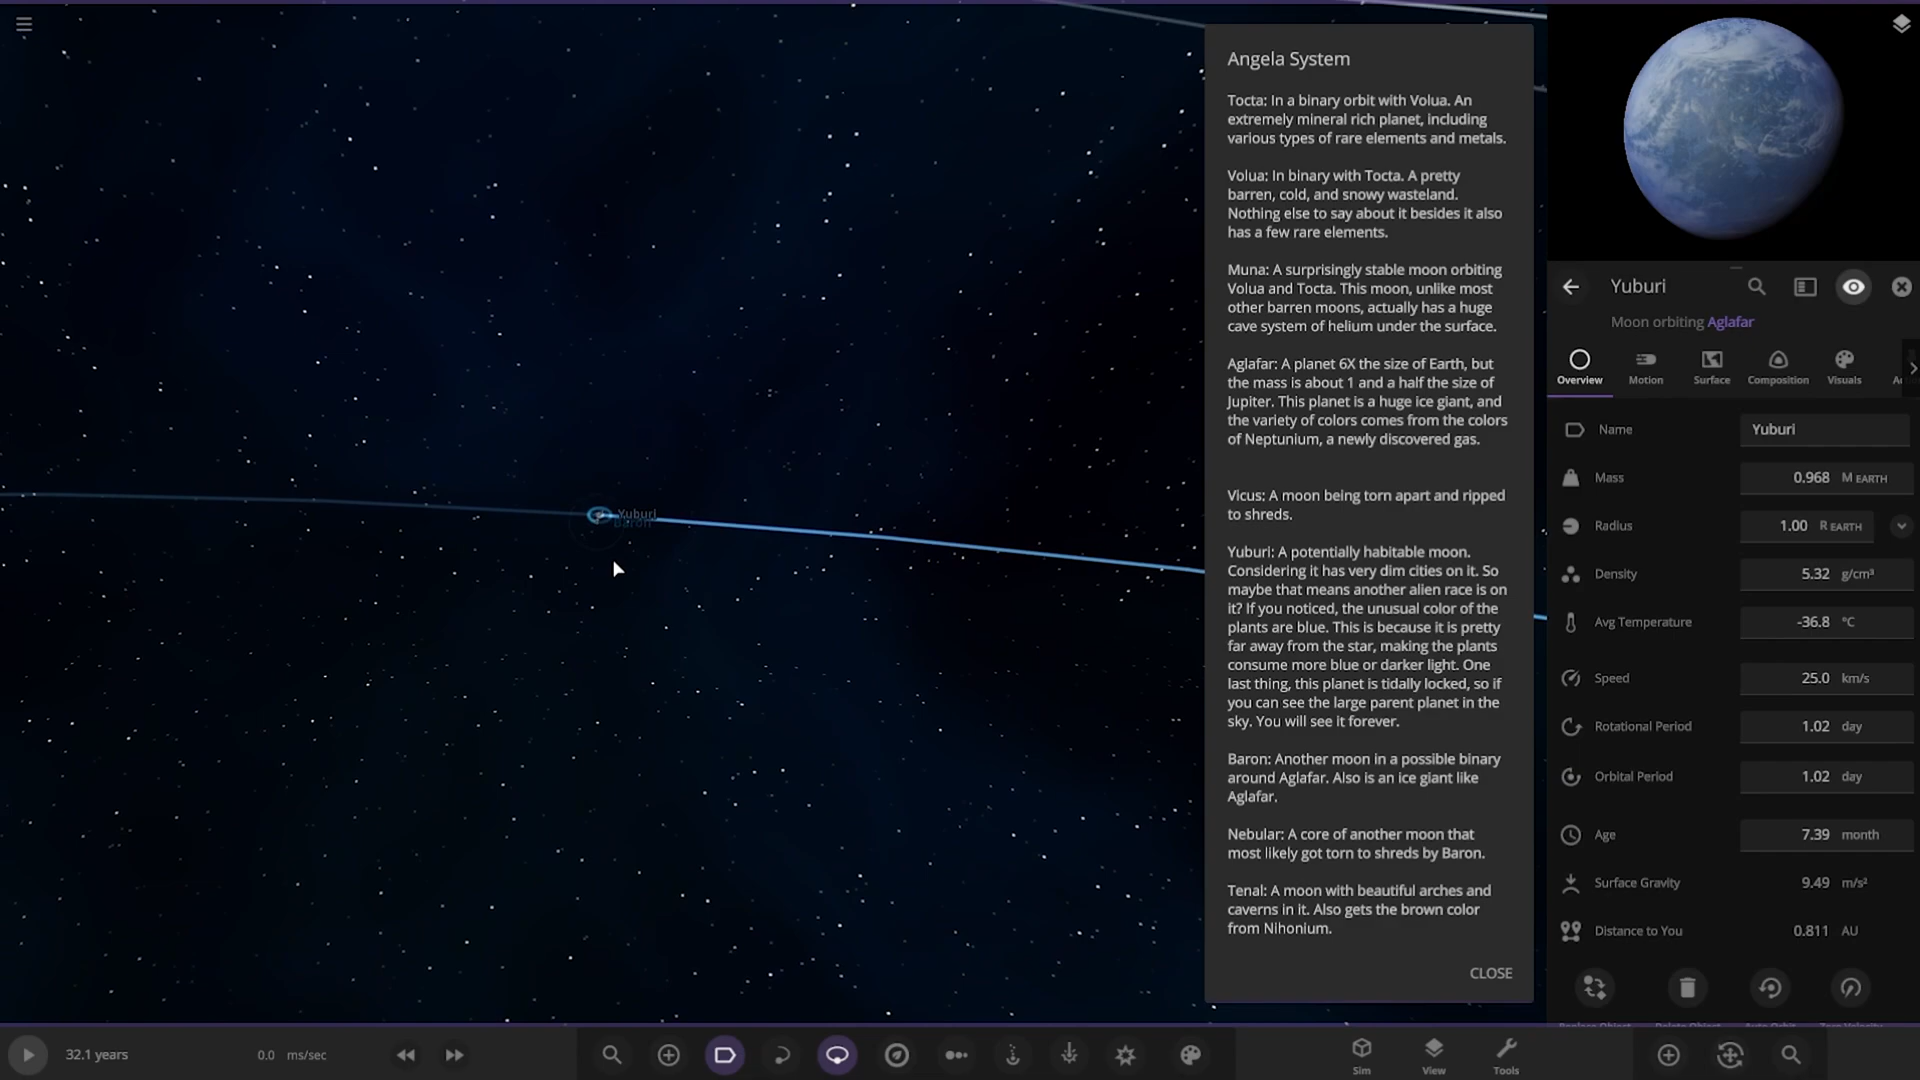 Angela System
Tocta: In a binary orbit with Volua. An
extremely mineral rich planet, including
various types of rare elements and metals.
Volua: In binary with Tocta. A pretty
barren, cold, and snowy wasteland.
Nothing else to say about it besides it also
has a few rare elements.
Muna: A surprisingly stable moon orbiting
Volua and Tocta. This moon, unlike most
other barren moons, actually has a huge
cave system of helium under the surface.
Aglafar: A planet 6X the size of Earth, but
the mass is about 1 and a half the size of
Jupiter. This planet is a huge ice giant, and
the variety of colors comes from the colors
of Neptunium, a newly discovered gas.
Vicus: A moon being torn apart and ripped
to shreds.
Yuburi: A potentially habitable moon.
Considering it has very dim cities on it. So
maybe that means another alien race is on
it? If you noticed, the unusual color of the
plants are blue. This is because it is pretty
far away from the star, making the plants
consume more blue or darker light. One
last thing, this planet is tidally locked, so if
you can see the large parent planet in the
sky. You will see it forever.
Baron: Another moon in a possible binary
around Aglafar. Also is an ice giant like
Aglafar.
Nebular: A core of another moon that
most likely got torn to shreds by Baron.
Tenal: A moon with beautiful arches and
caverns in it. Also gets the brown color
from Nihonium.
CLOSE
Yuburi
Baron
Yuburi
Moon orbiting Aglafar
Overview Motion Surface Composition Visuals
Name Yuburi
Mass 0.968 M EARTH
Radius 1.00 R EARTH
Density 5.32 g/cm³
Avg Temperature -36.8 °C
Speed 25.0 km/s
Rotational Period 1.02 day
Orbital Period 1.02 day
Age 7.39 month
Surface Gravity 9.49 m/s²
Distance to You 0.811 AU
32.1 years 0.0 ms/sec
Sim View Tools